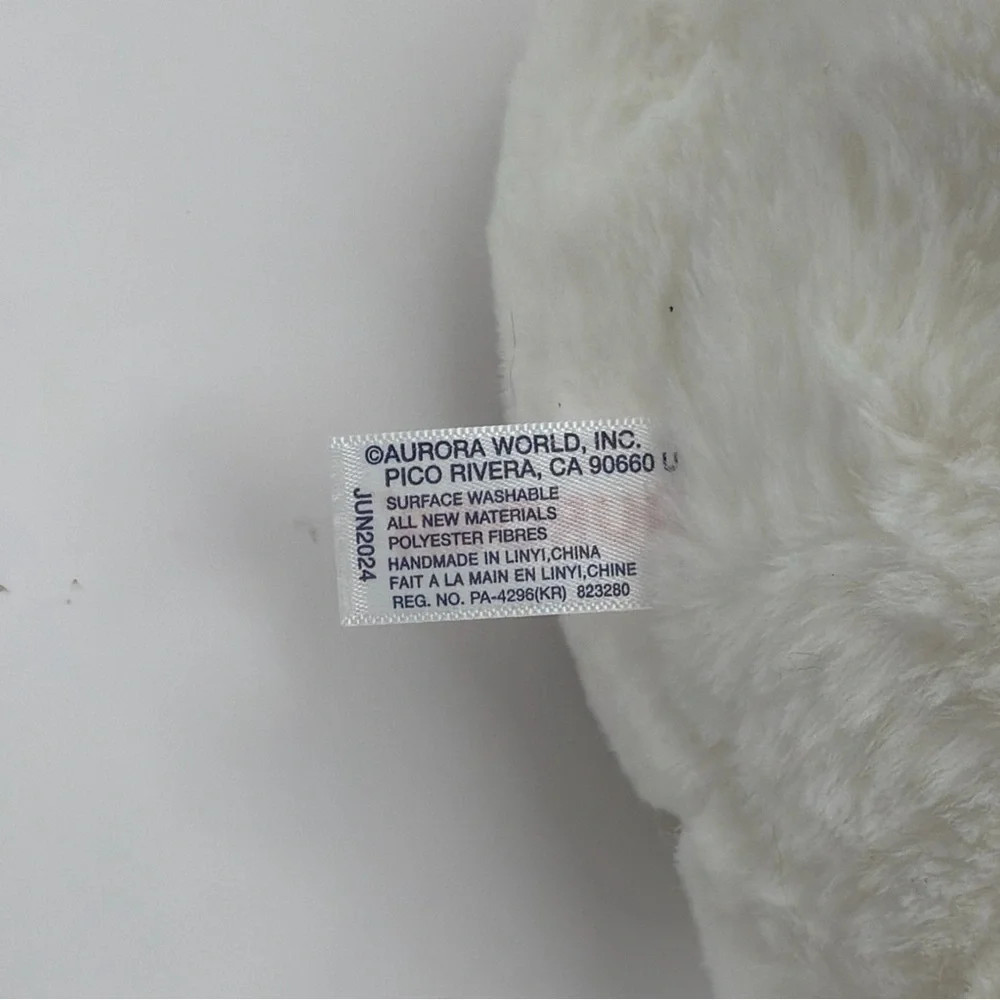 ©AURORA WORLD, INC.
PICO RIVERA, CA 90660 U
SURFACE WASHABLE
ALL NEW MATERIALS
POLYESTER FIBRES
HANDMADE IN LINYI,CHINA
FAIT A LA MAIN EN LINYI,CHINE
REG. NO. PA-4296(KR) 823280
JUN2024